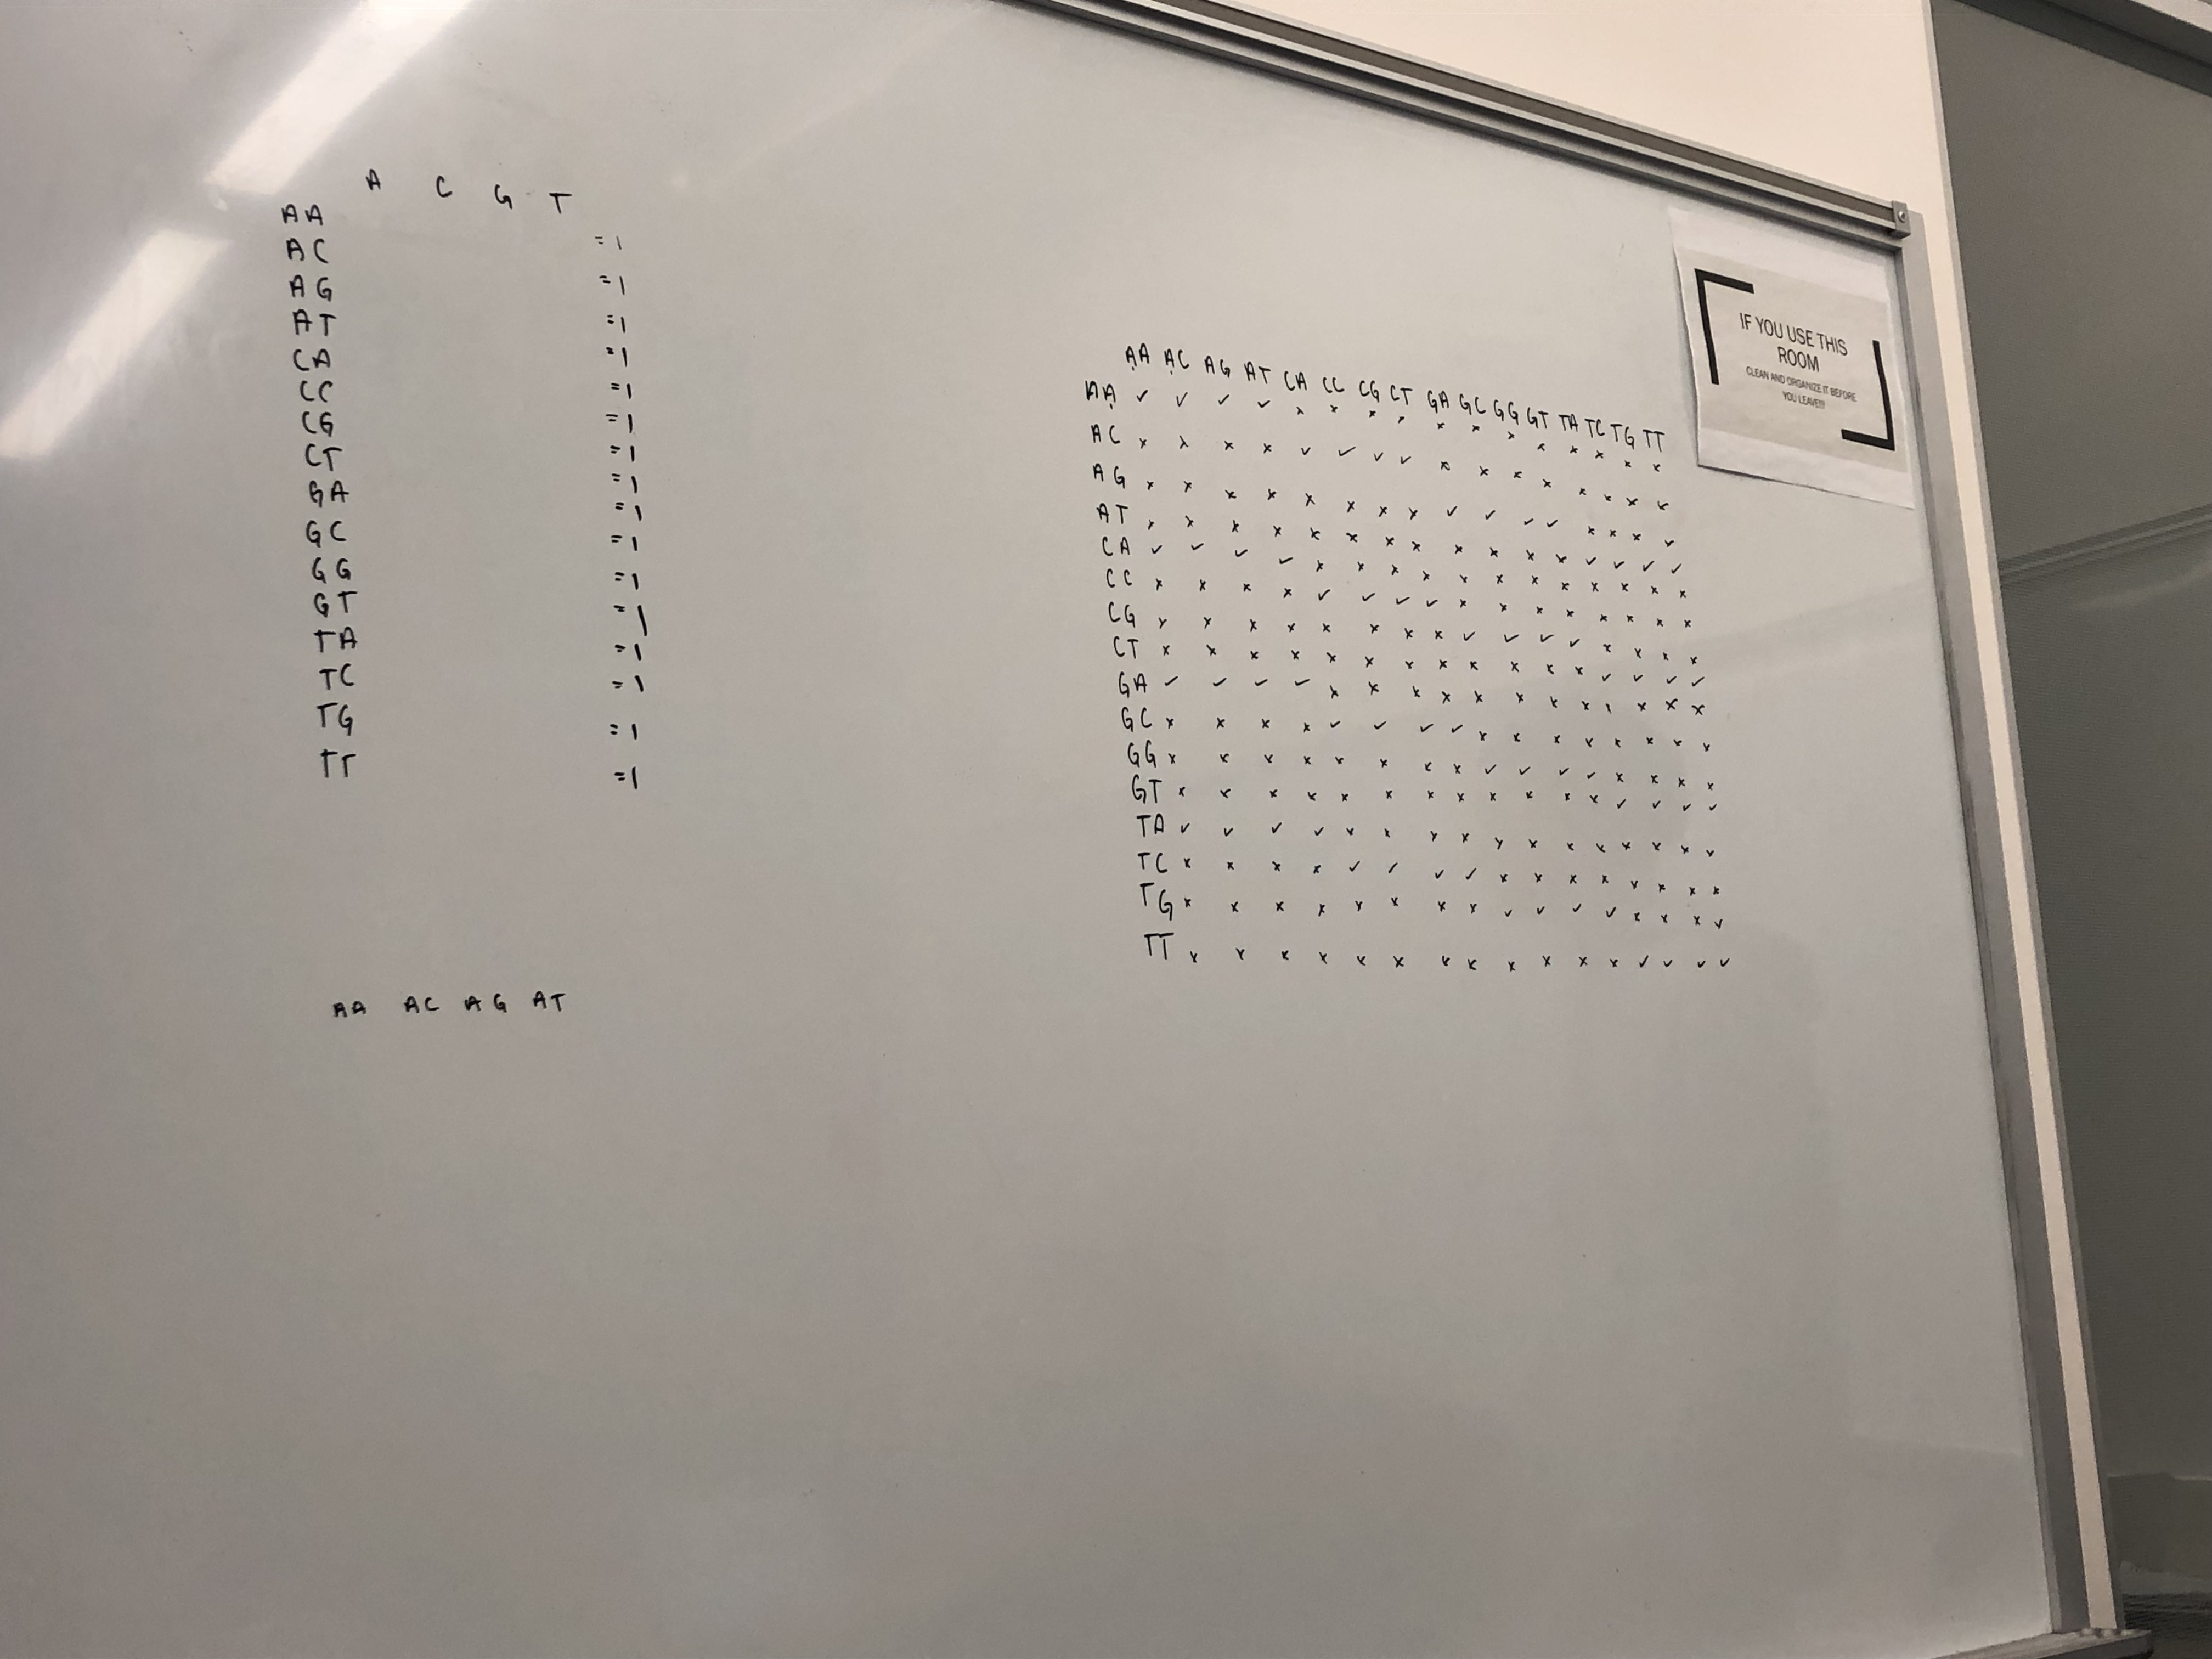 A C G T
AA
AC = 1
AG = 1
AT = 1
CA = 1
CC = 1
CG = 1
CT = 1
GA = 1
GC = 1
GG = 1
GT = 1
TA = 1
TC = 1
TG = 1
TT = 1
= 1
AA AC AG AT
AA AC AG AT CA CC CG CT GA GC GG GT TA TC TG TT
AA ✓ ✓ ✓ ✓ x x x x x x x x x x x x
AC x x x x ✓ ✓ ✓ ✓ x x x x x x x x
AG x x x x x x x x ✓ ✓ ✓ ✓ x x x x
AT x x x x x x x x x x x x ✓ ✓ ✓ ✓
CA ✓ ✓ ✓ ✓ x x x x x x x x x x x x
CC x x x x ✓ ✓ ✓ ✓ x x x x x x x x
CG x x x x x x x x ✓ ✓ ✓ ✓ x x x x
CT x x x x x x x x x x x x ✓ ✓ ✓ ✓
GA ✓ ✓ ✓ ✓ x x x x x x x x x x x x
GC x x x x ✓ ✓ ✓ ✓ x x x x x x x x
GG x x x x x x x x ✓ ✓ ✓ ✓ x x x x
GT x x x x x x x x x x x x ✓ ✓ ✓ ✓
TA ✓ ✓ ✓ ✓ x x x x x x x x x x x x
TC x x x x ✓ ✓ ✓ ✓ x x x x x x x x
TG x x x x x x x x ✓ ✓ ✓ ✓ x x x x
TT x x x x x x x x x x x x ✓ ✓ ✓ ✓
IF YOU USE THIS
ROOM
CLEAN AND ORGANIZE IT BEFORE
YOU LEAVE!!!